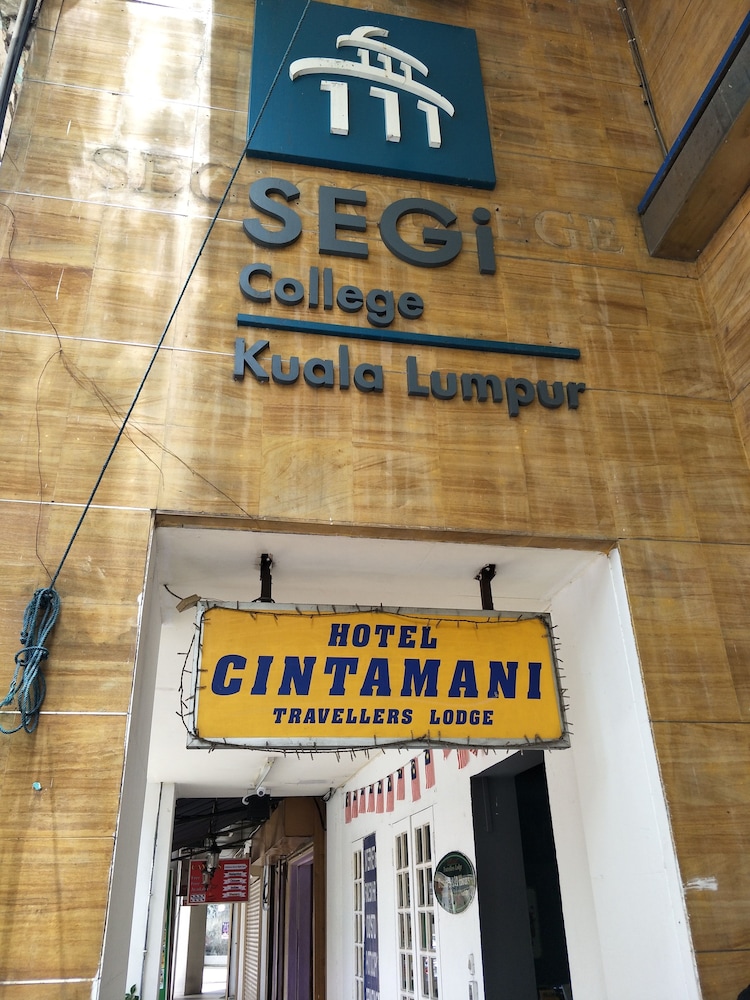 SEGi
College
Kuala Lumpur
HOTEL
CINTAMANI
TRAVELLERS LODGE